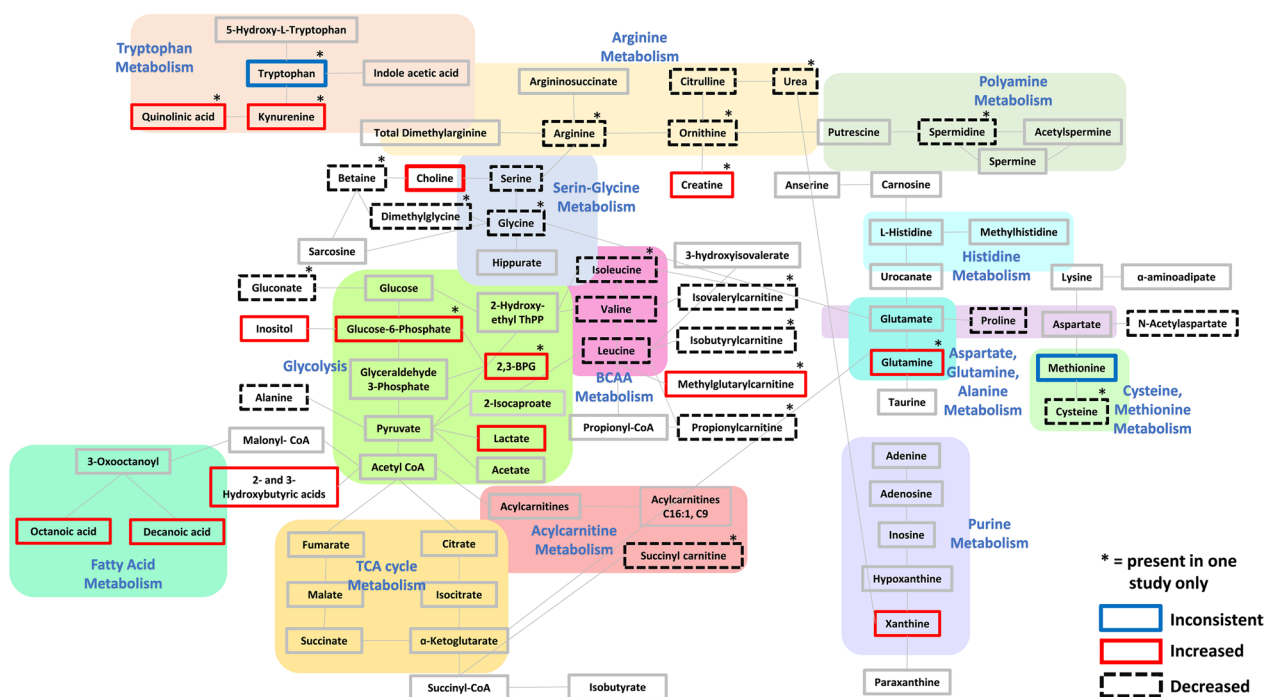 5-Hydroxy-L-Tryptophan
Tryptophan
Metabolism
*
Tryptophan
Indole acetic acid
*
Quinolinic acid
*
Kynurenine
Arginine
Metabolism
Argininosuccinate
Citrulline
*
Urea
Total Dimethylarginine
*
Arginine
*
Ornithine
*
Creatine
Polyamine
Metabolism
Putrescine
*
Spermidine
Acetylspermine
Spermine
Anserine
Carnosine
*
Betaine
Choline
Serine
Serin-Glycine
Metabolism
*
Dimethylglycine
*
Glycine
Sarcosine
Hippurate
L-Histidine
Methylhistidine
Histidine
Metabolism
Urocanate
Lysine
α-aminoadipate
*
Gluconate
Glucose
2-Hydroxy-
ethyl ThPP
*
Isoleucine
3-hydroxyisovalerate
*
Isovalerylcarnitine
Valine
Inositol
*
Glucose-6-Phosphate
Leucine
*
Isobutyrylcarnitine
Glutamate
Proline
Aspartate
N-Acetylaspartate
Glycolysis
Glyceraldehyde
3-Phosphate
*
2,3-BPG
BCAA
Metabolism
*
Methylglutarylcarnitine
*
Glutamine
Aspartate,
Glutamine,
Alanine
Metabolism
Methionine
*
Cysteine
Cysteine,
Methionine
Metabolism
Taurine
Alanine
2-Isocaproate
Pyruvate
Lactate
Propionyl-CoA
*
Propionylcarnitine
Malonyl- CoA
Acetyl CoA
Acetate
3-Oxooctanoyl
2- and 3-
Hydroxybutyric acids
Octanoic acid
Decanoic acid
Fatty Acid
Metabolism
Acylcarnitines
Acylcarnitines
C16:1, C9
Acylcarnitine
Metabolism
*
Succinyl carnitine
Fumarate
Citrate
TCA cycle
Metabolism
Malate
Isocitrate
Succinate
α-Ketoglutarate
Succinyl-CoA
Isobutyrate
Adenine
Adenosine
Purine
Metabolism
Inosine
Hypoxanthine
Xanthine
Paraxanthine
* = present in one
study only
Inconsistent
Increased
Decreased